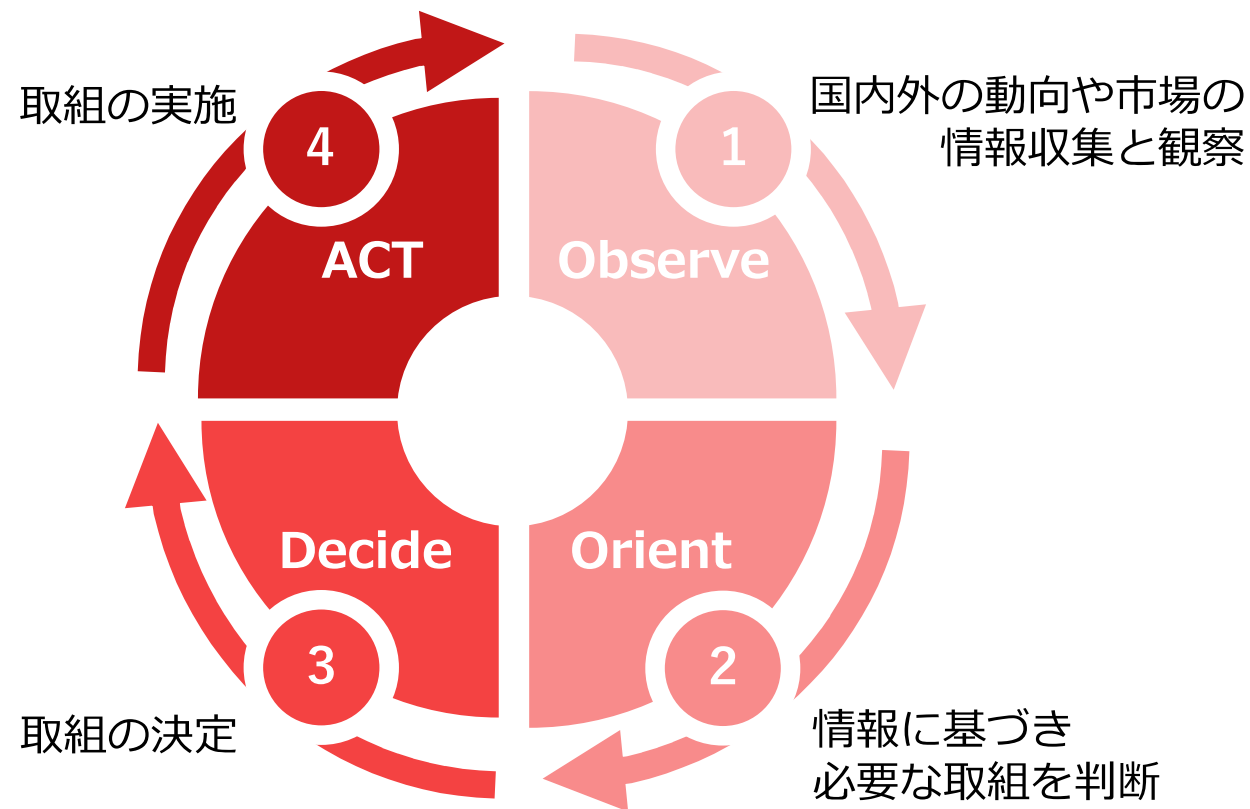 1
Observe
国内外の動向や市場の
情報収集と観察
2
Orient
情報に基づき
必要な取組を判断
3
Decide
取組の決定
4
ACT
取組の実施